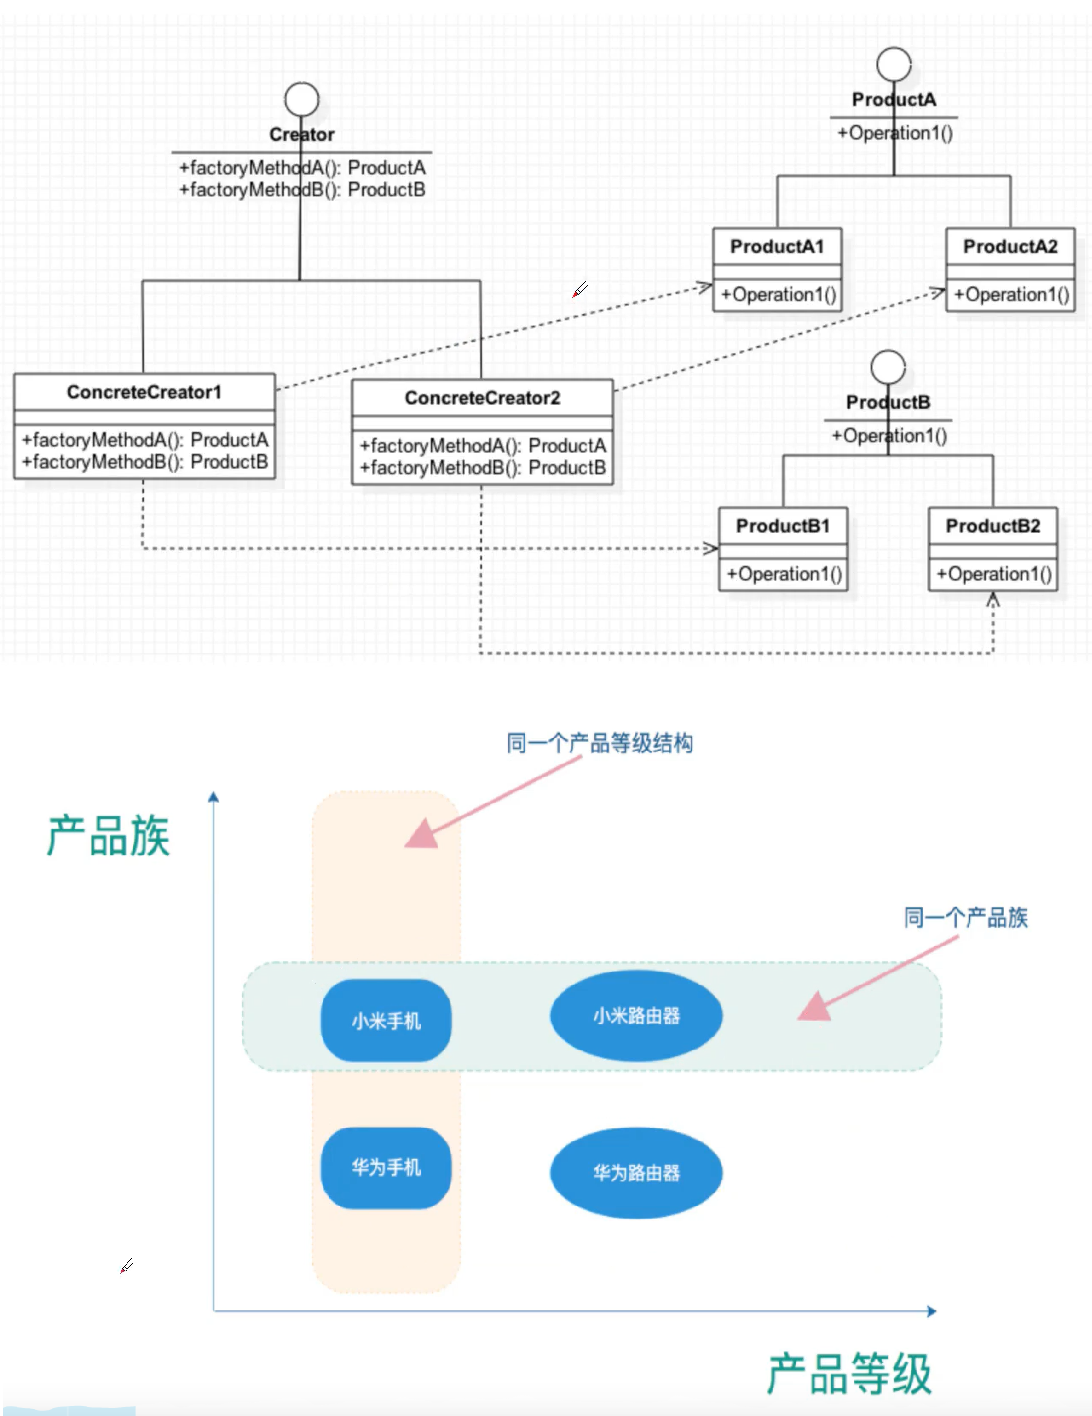 Creator
+factoryMethodA(): ProductA
+factoryMethodB(): ProductB
ProductA
+Operation1()
ProductA1
+Operation1()
ProductA2
+Operation1()
ConcreteCreator1
+factoryMethodA(): ProductA
+factoryMethodB(): ProductB
ConcreteCreator2
+factoryMethodA(): ProductA
+factoryMethodB(): ProductB
ProductB
+Operation1()
ProductB1
+Operation1()
ProductB2
+Operation1()
同一个产品等级结构
产品族
同一个产品族
小米手机
小米路由器
华为手机
华为路由器
产品等级